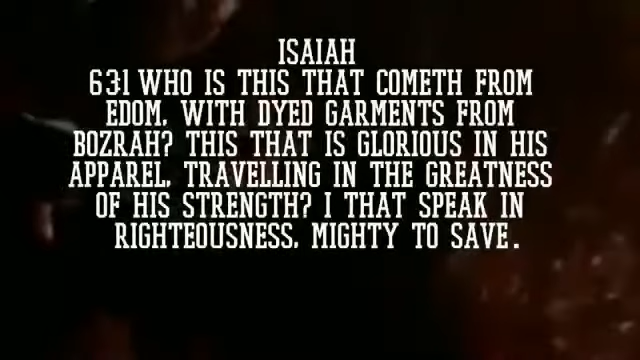 ISAIAH
63:1 WHO IS THIS THAT COMETH FROM
EDOM, WITH DYED GARMENTS FROM
BOZRAH? THIS THAT IS GLORIOUS IN HIS
APPAREL, TRAVELLING IN THE GREATNESS
OF HIS STRENGTH? I THAT SPEAK IN
RIGHTEOUSNESS, MIGHTY TO SAVE.